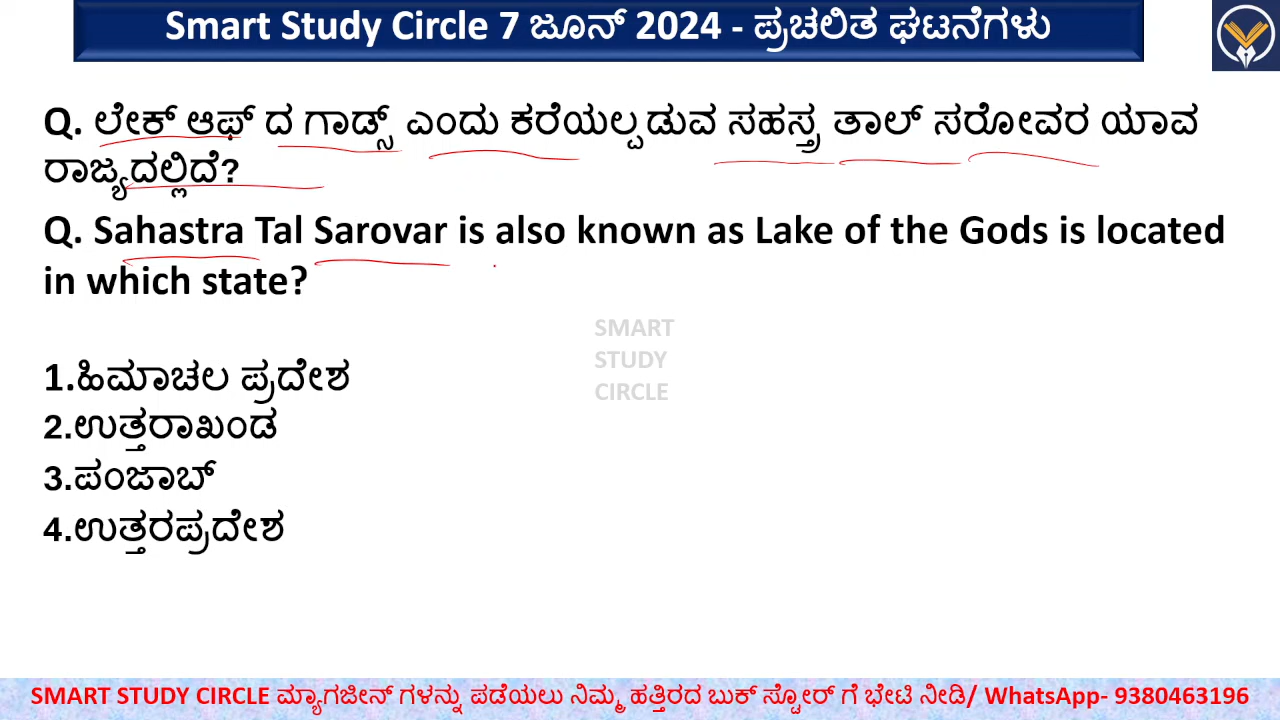 Smart Study Circle 7 ಜೂನ್ 2024 - ಪ್ರಚಲಿತ ಘಟನೆಗಳು
Q. ಲೇಕ್ ಆಫ್ ದ ಗಾಡ್ಸ್ ಎಂದು ಕರೆಯಲ್ಪಡುವ ಸಹಸ್ತ್ರ ತಾಲ್ ಸರೋವರ ಯಾವ
ರಾಜ್ಯದಲ್ಲಿದೆ?
Q. Sahastra Tal Sarovar is also known as Lake of the Gods is located
in which state?
SMART
STUDY
CIRCLE
1.ಹಿಮಾಚಲ ಪ್ರದೇಶ
2.ಉತ್ತರಾಖಂಡ
3.ಪಂಜಾಬ್
4.ಉತ್ತರಪ್ರದೇಶ
SMART STUDY CIRCLE ಮ್ಯಾಗಜೀನ್ ಗಳನ್ನು ಪಡೆಯಲು ನಿಮ್ಮ ಹತ್ತಿರದ ಬುಕ್ ಸ್ಟೋರ್ ಗೆ ಭೇಟಿ ನೀಡಿ/ WhatsApp- 9380463196